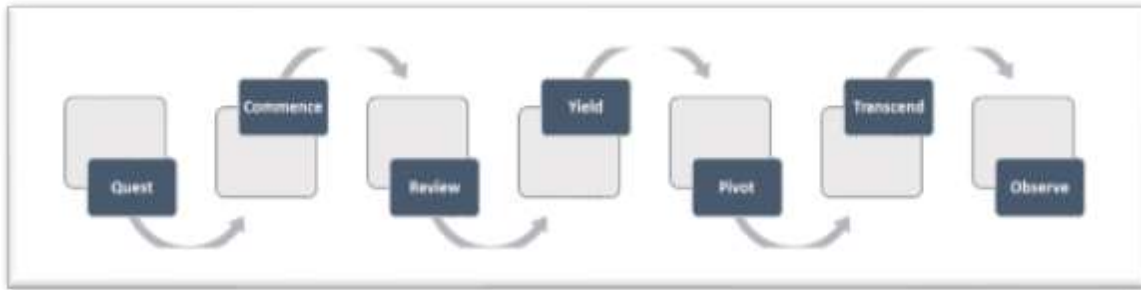 Quest
Commence
Review
Yield
Pivot
Transcend
Observe